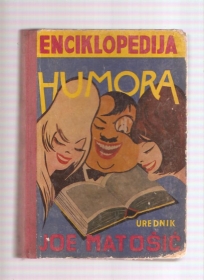 ENCIKLOPEDIJA
HUMORA
UREDNIK
JOE MATOŠIĆ